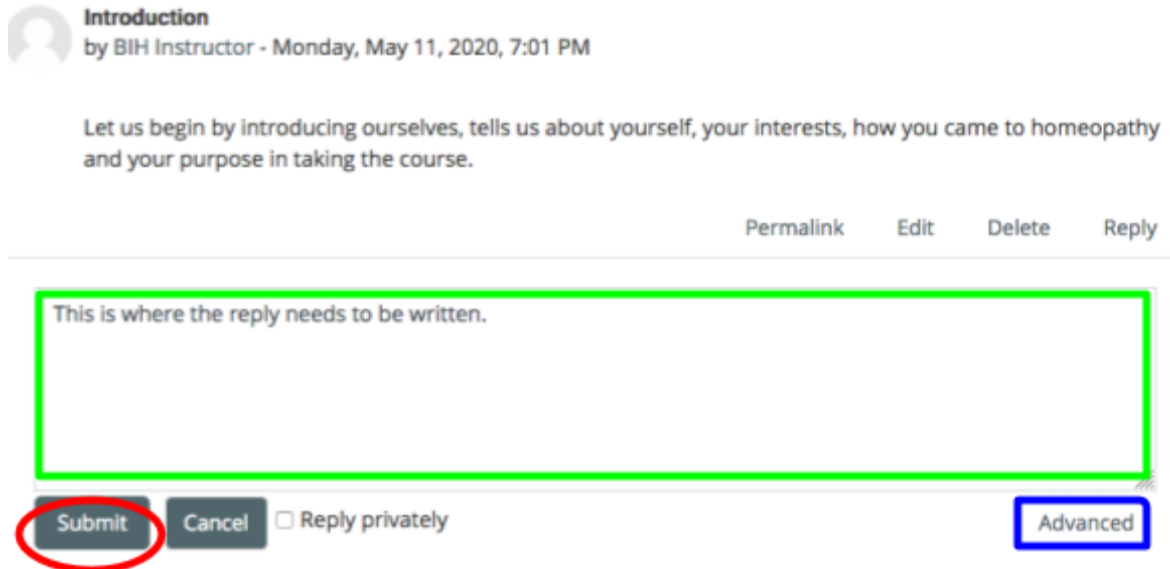 Introduction
by BIH Instructor - Monday, May 11, 2020, 7:01 PM
Let us begin by introducing ourselves, tells us about yourself, your interests, how you came to homeopathy
and your purpose in taking the course.
Permalink Edit Delete Reply
This is where the reply needs to be written.
Submit Cancel Reply privately Advanced